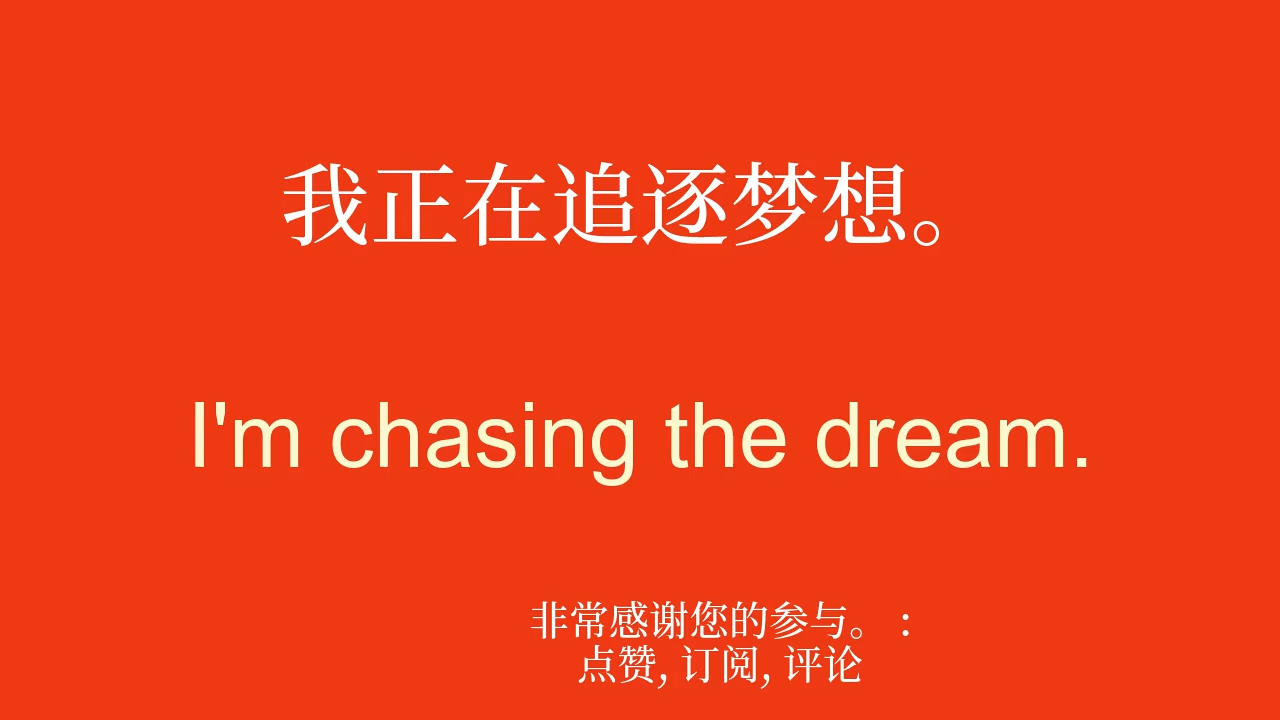 我正在追逐梦想。
I'm chasing the dream.
非常感谢您的参与。 :
点赞, 订阅, 评论